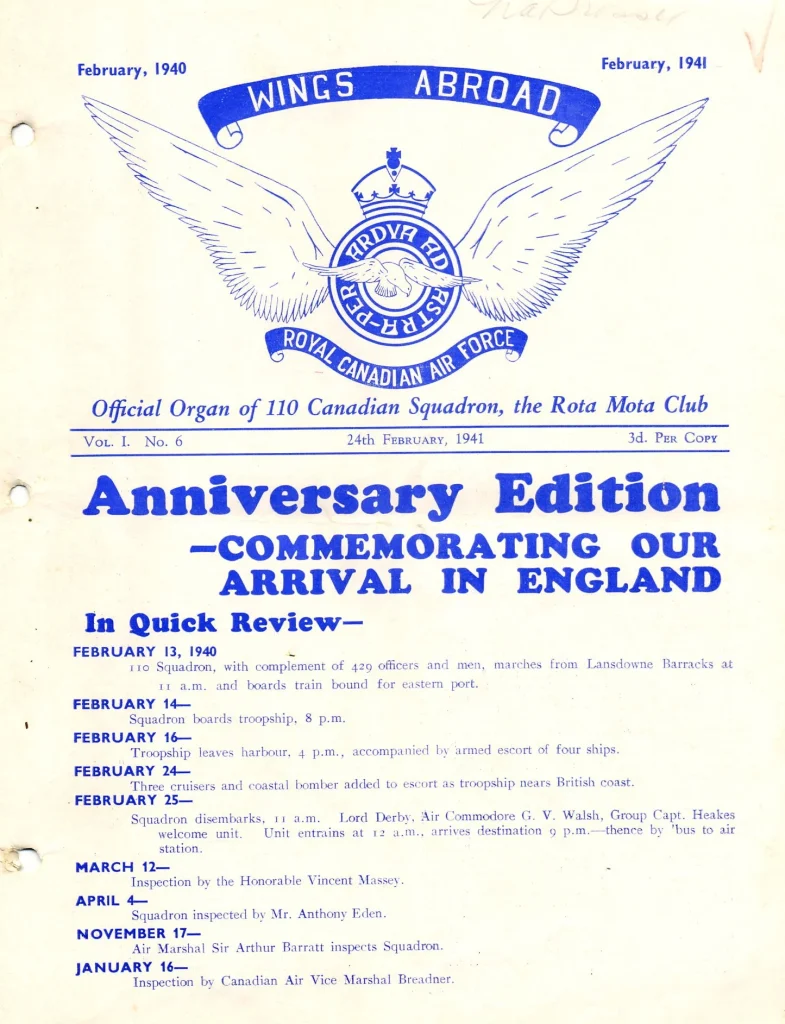 February, 1940
February, 1941
WINGS ABROAD
PER ARDVA AD ASTRA
ROYAL CANADIAN AIR FORCE
Official Organ of 110 Canadian Squadron, the Rota Mota Club
VOL. I. NO. 6
24TH FEBRUARY, 1941
3d. PER COPY
Anniversary Edition
—COMMEMORATING OUR
ARRIVAL IN ENGLAND
In Quick Review—
FEBRUARY 13, 1940
110 Squadron, with complement of 429 officers and men, marches from Lansdowne Barracks at
11 a.m. and boards train bound for eastern port.
FEBRUARY 14—
Squadron boards troopship, 8 p.m.
FEBRUARY 16—
Troopship leaves harbour, 4 p.m., accompanied by armed escort of four ships.
FEBRUARY 24—
Three cruisers and coastal bomber added to escort as troopship nears British coast.
FEBRUARY 25—
Squadron disembarks, 11 a.m. Lord Derby, Air Commodore G. V. Walsh, Group Capt. Heakes
welcome unit. Unit entrains at 12 a.m., arrives destination 9 p.m.—thence by 'bus to air
station.
MARCH 12—
Inspection by the Honorable Vincent Massey.
APRIL 4—
Squadron inspected by Mr. Anthony Eden.
NOVEMBER 17—
Air Marshal Sir Arthur Barratt inspects Squadron.
JANUARY 16—
Inspection by Canadian Air Vice Marshal Breadner.